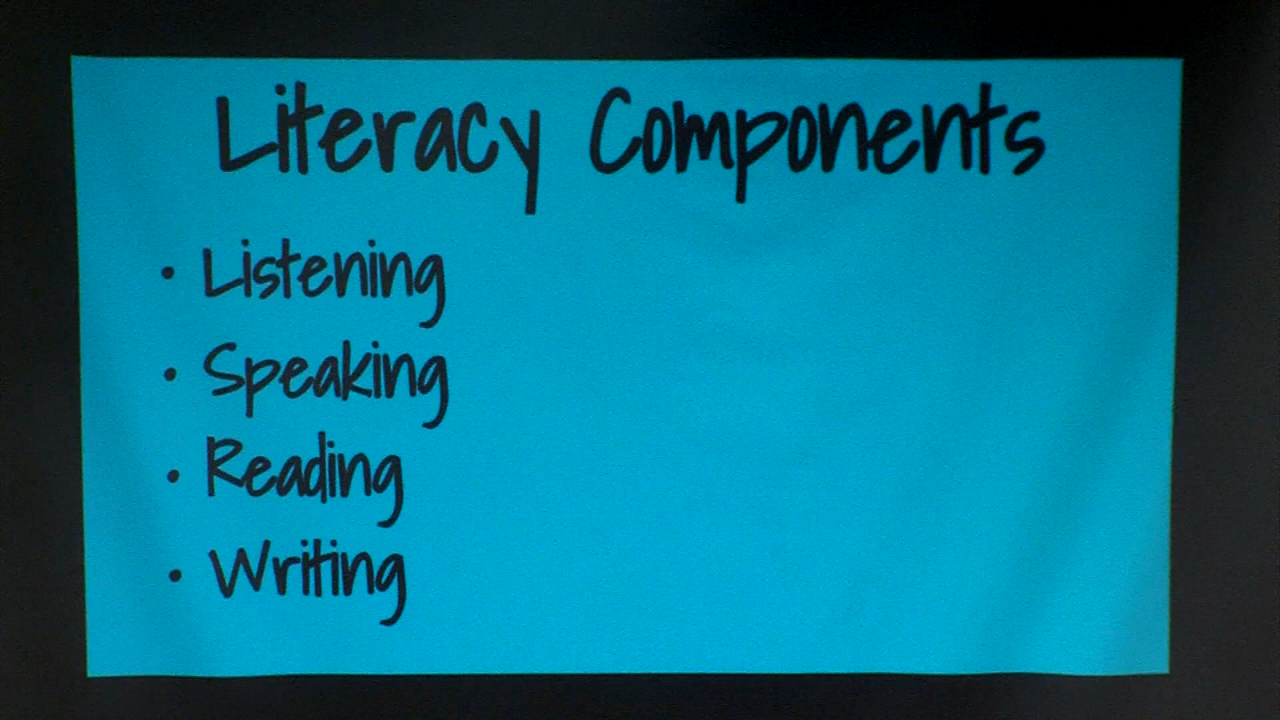 Literacy Components
• Listening
• Speaking
• Reading
• Writing